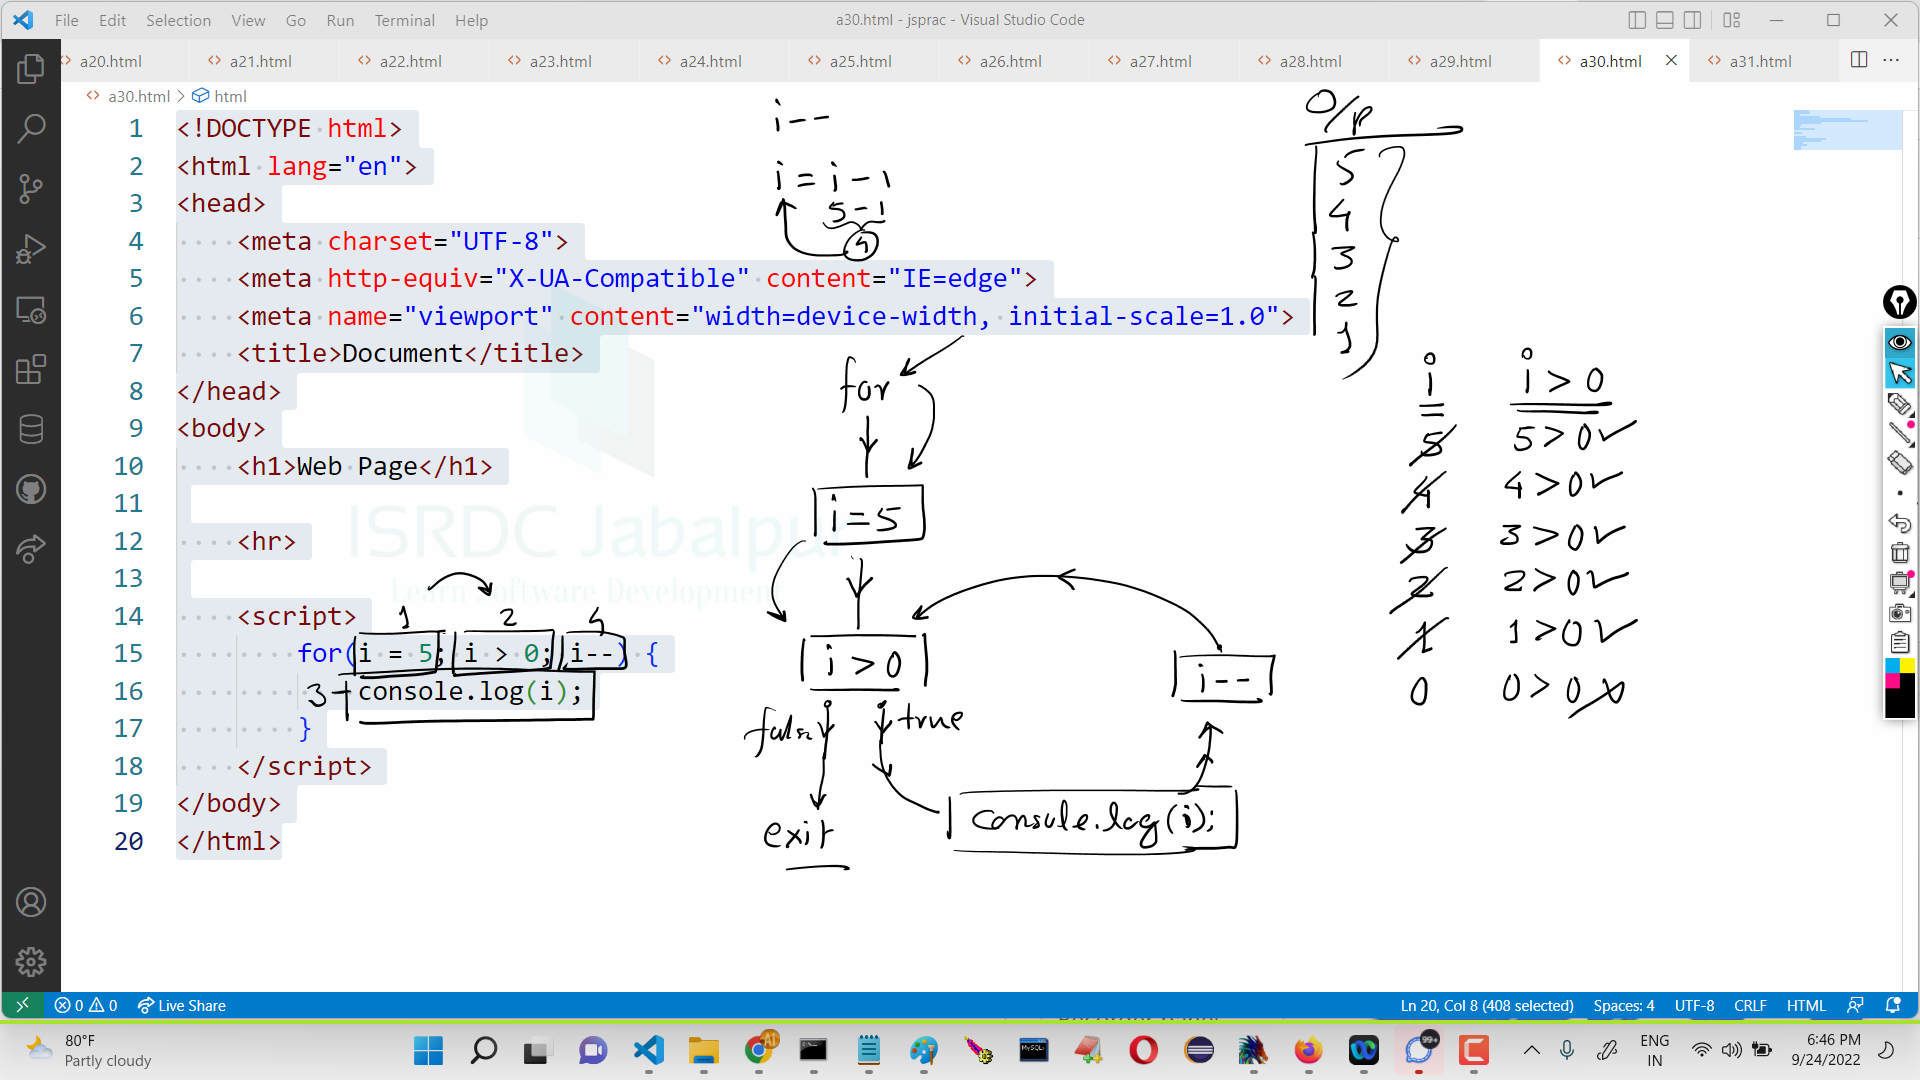 File Edit Selection View Go Run Terminal Help
a30.html - jsprac - Visual Studio Code
a20.html a21.html a22.html a23.html a24.html a25.html a26.html a27.html a28.html a29.html a30.html a31.html
a30.html > html
1 <!DOCTYPE html>
2 <html lang="en">
3 <head>
4 <meta charset="UTF-8">
5 <meta http-equiv="X-UA-Compatible" content="IE=edge">
6 <meta name="viewport" content="width=device-width, initial-scale=1.0">
7 <title>Document</title>
8 </head>
9 <body>
10 <h1>Web Page</h1>
11
12 <hr>
13
14 <script>
15 for(i = 5; i > 0; i--) {
16 console.log(i);
17 }
18 </script>
19 </body>
20 </html>
ISRDC Jabalpur
Learn Software Development
1 2 4
3
i--
i = i - 1
5 - 1
4
O/P
5
4
3
2
1
for
i = 5
i > 0
false true
exit
console.log(i);
i--
i i > 0
5 5 > 0
4 4 > 0
3 3 > 0
2 2 > 0
1 1 > 0
0 0 > 0
0 0 Live Share
Ln 20, Col 8 (408 selected) Spaces: 4 UTF-8 CRLF HTML
80°F
Partly cloudy
AI
MySQL
99+
ENG
IN
6:46 PM
9/24/2022